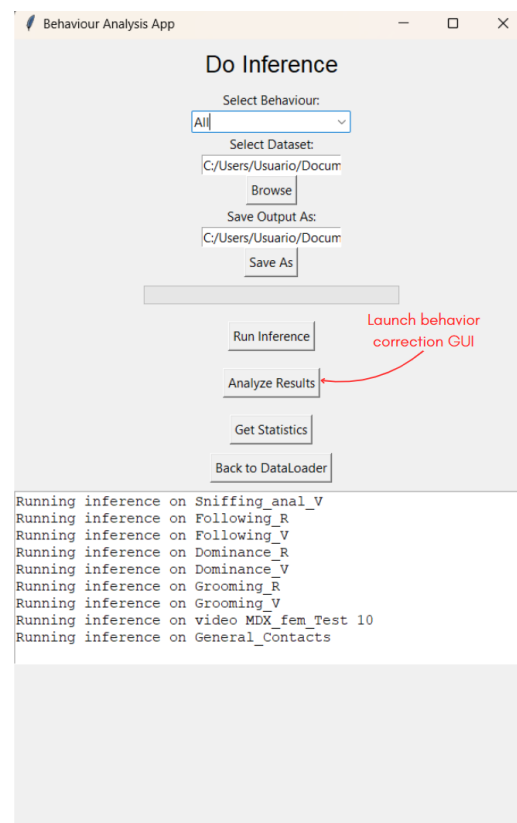 Behaviour Analysis App
Do Inference
Select Behaviour:
All
Select Dataset:
C:/Users/Usuario/Docum
Browse
Save Output As:
C:/Users/Usuario/Docum
Save As
Run Inference
Launch behavior
correction GUI
Analyze Results
Get Statistics
Back to DataLoader
Running inference on Sniffing_anal_V
Running inference on Following_R
Running inference on Following_V
Running inference on Dominance_R
Running inference on Dominance_V
Running inference on Grooming_R
Running inference on Grooming_V
Running inference on video MDX_fem_Test 10
Running inference on General_Contacts